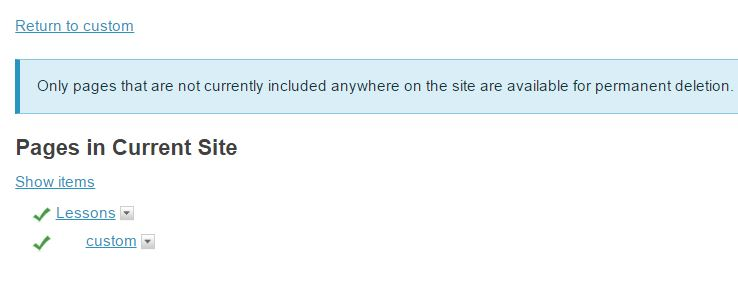 Return to custom
Only pages that are not currently included anywhere on the site are available for permanent deletion.
Pages in Current Site
Show items
Lessons
custom